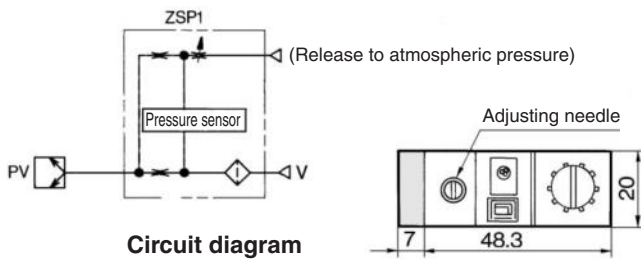 ZSP1
(Release to atmospheric pressure)
Pressure sensor
PV
V
Circuit diagram
Adjusting needle
20
7
48.3